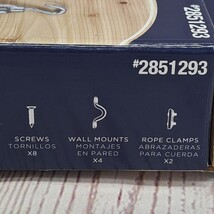 #2851293
#2851293
SCREWS
TORNILLOS
X8
WALL MOUNTS
MONTAJES
EN PARED
X4
ROPE CLAMPS
ABRAZADERAS
PARA CUERDA
X2